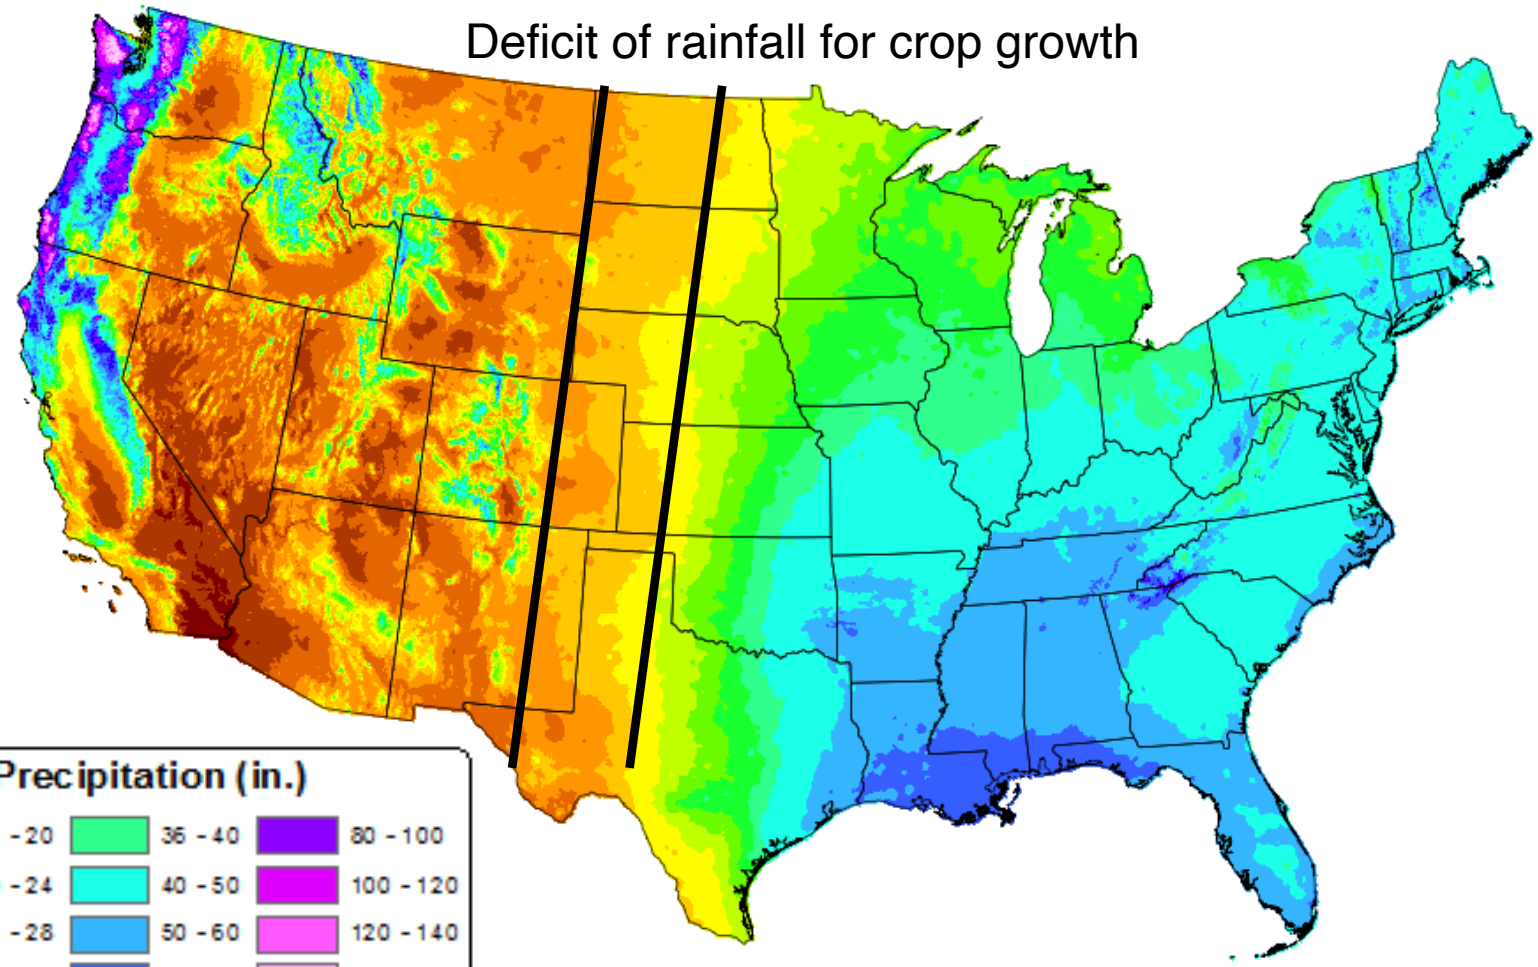 Deficit of rainfall for crop growth
Precipitation (in.)
- 20 36 - 40 80 - 100
- 24 40 - 50 100 - 120
- 28 50 - 60 120 - 140